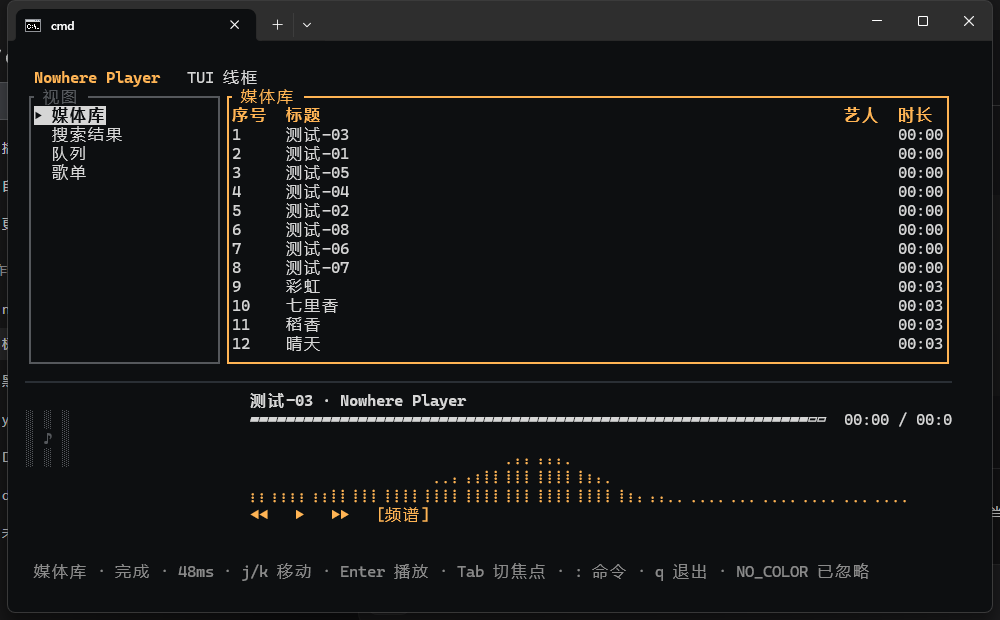 cmd
Nowhere Player TUI 线框
视图
▸ 媒体库
搜索结果
队列
歌单
媒体库
序号 标题 艺人 时长
1 测试-03 00:00
2 测试-01 00:00
3 测试-05 00:00
4 测试-04 00:00
5 测试-02 00:00
6 测试-08 00:00
7 测试-06 00:00
8 测试-07 00:00
9 彩虹 00:03
10 七里香 00:03
11 稻香 00:03
12 晴天 00:03
测试-03 · Nowhere Player
00:00 / 00:0
♪
[频谱]
媒体库 · 完成 · 48ms · j/k 移动 · Enter 播放 · Tab 切焦点 · : 命令 · q 退出 · NO_COLOR 已忽略